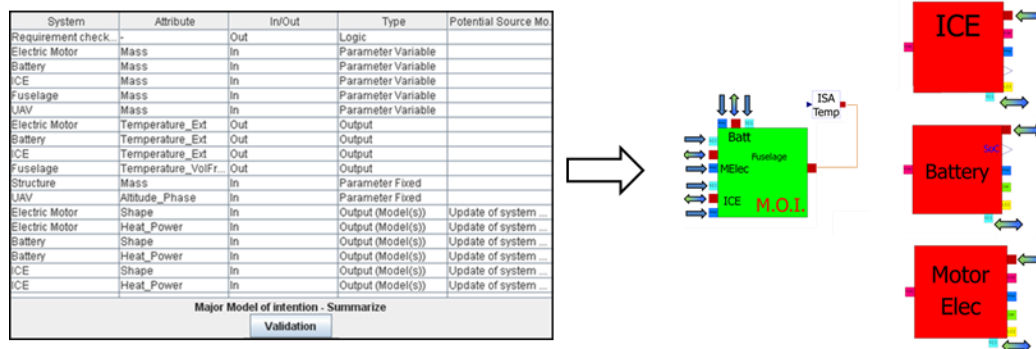 System Attribute In/Out Type Potential Source Mo.
Requirement check... - Out Logic
Electric Motor Mass In Parameter Variable
Battery Mass In Parameter Variable
ICE Mass In Parameter Variable
Fuselage Mass In Parameter Variable
UAV Mass In Parameter Variable
Electric Motor Temperature_Ext Out Output
Battery Temperature_Ext Out Output
ICE Temperature_Ext Out Output
Fuselage Temperature_VolFr... Out Output
Structure Mass In Parameter Fixed
UAV Altitude_Phase In Parameter Fixed
Electric Motor Shape In Output (Model(s)) Update of system ...
Electric Motor Heat_Power In Output (Model(s)) Update of system ...
Battery Shape In Output (Model(s)) Update of system ...
Battery Heat_Power In Output (Model(s)) Update of system ...
ICE Shape In Output (Model(s)) Update of system ...
ICE Heat_Power In Output (Model(s)) Update of system ...
Major Model of intention - Summarize
Validation
ISA
Temp
Batt
Fuselage
MElec
ICE M.O.I.
ICE
SoC
Battery
Motor
Elec